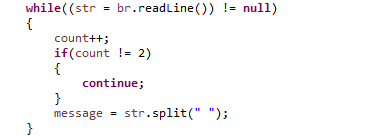 while((str = br.readLine()) != null)
{
count++;
if(count != 2)
{
continue;
}
message = str.split(" ");
}